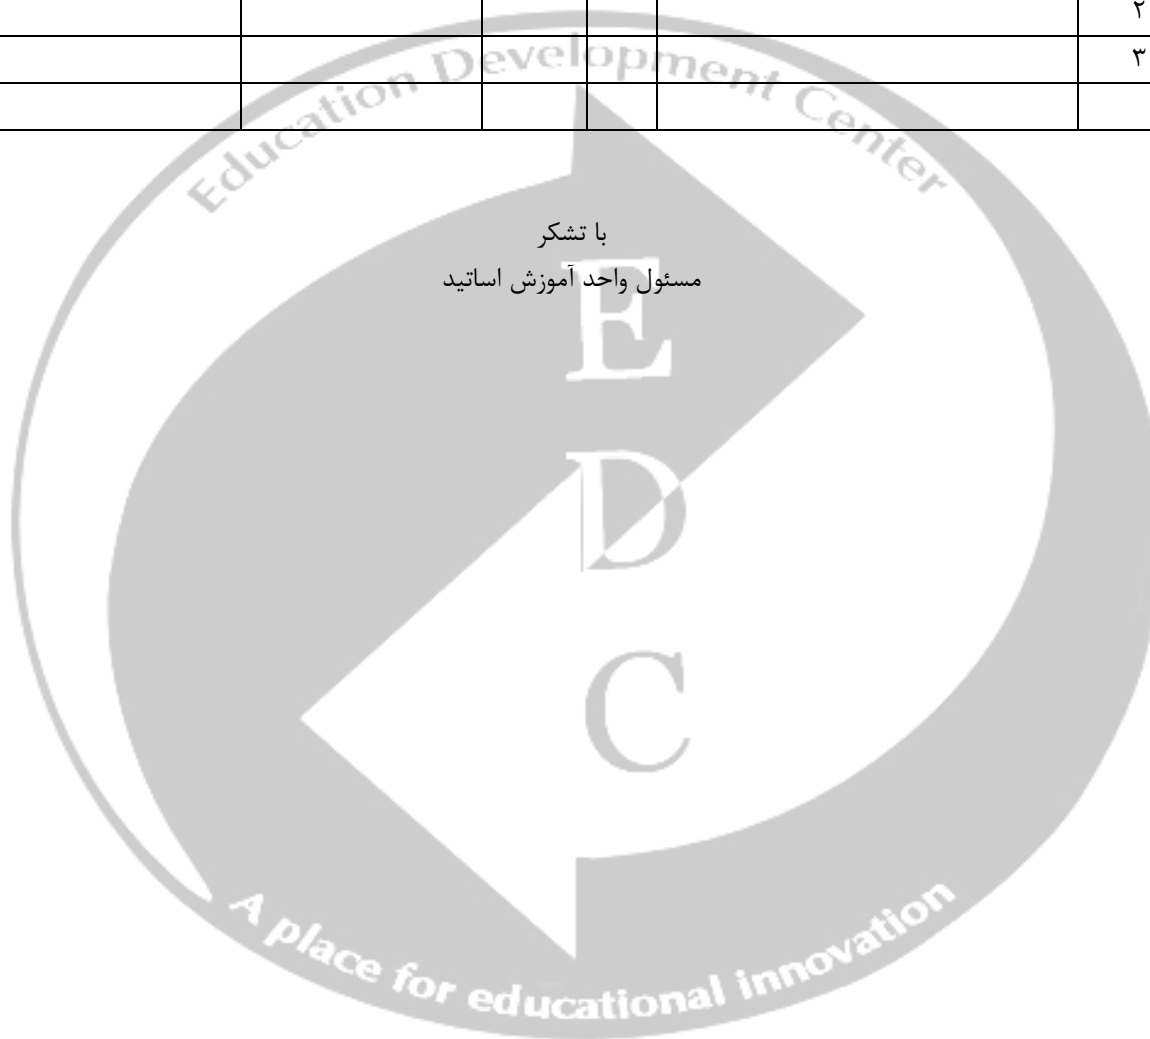 ۲
۳
Education Development Center
با تشکر
مسئول واحد آموزش اساتید
E
D
C
A place for educational innovation